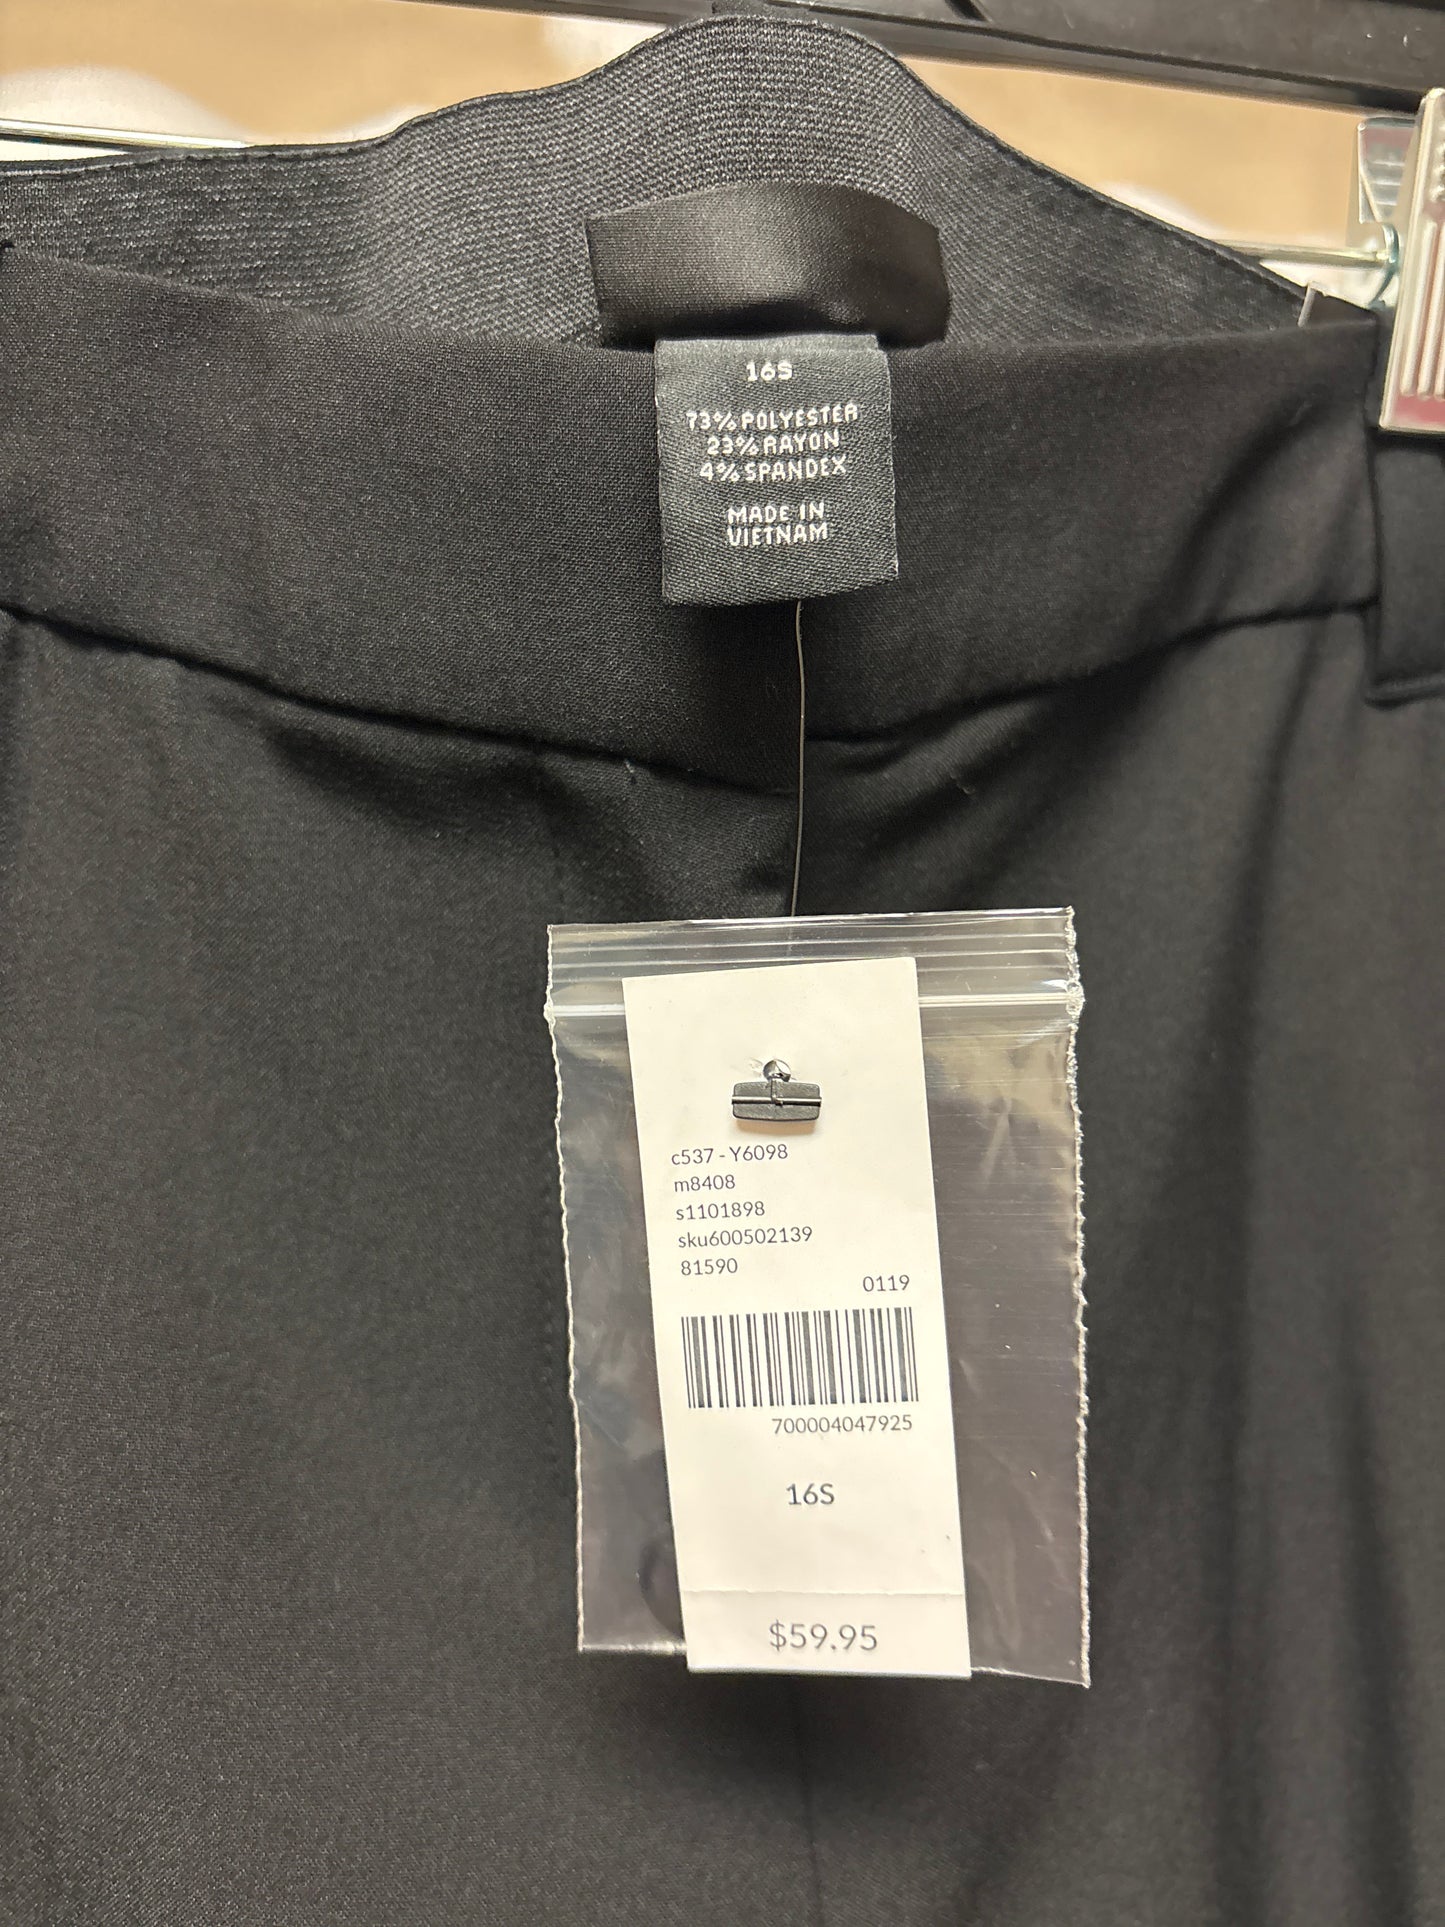 16S
73% POLYESTER
23% RAYON
4% SPANDEX
MADE IN
VIETNAM
c537 - Y6098
m8408
s1101898
sku600502139
81590
0119
700004047925
16S
$59.95